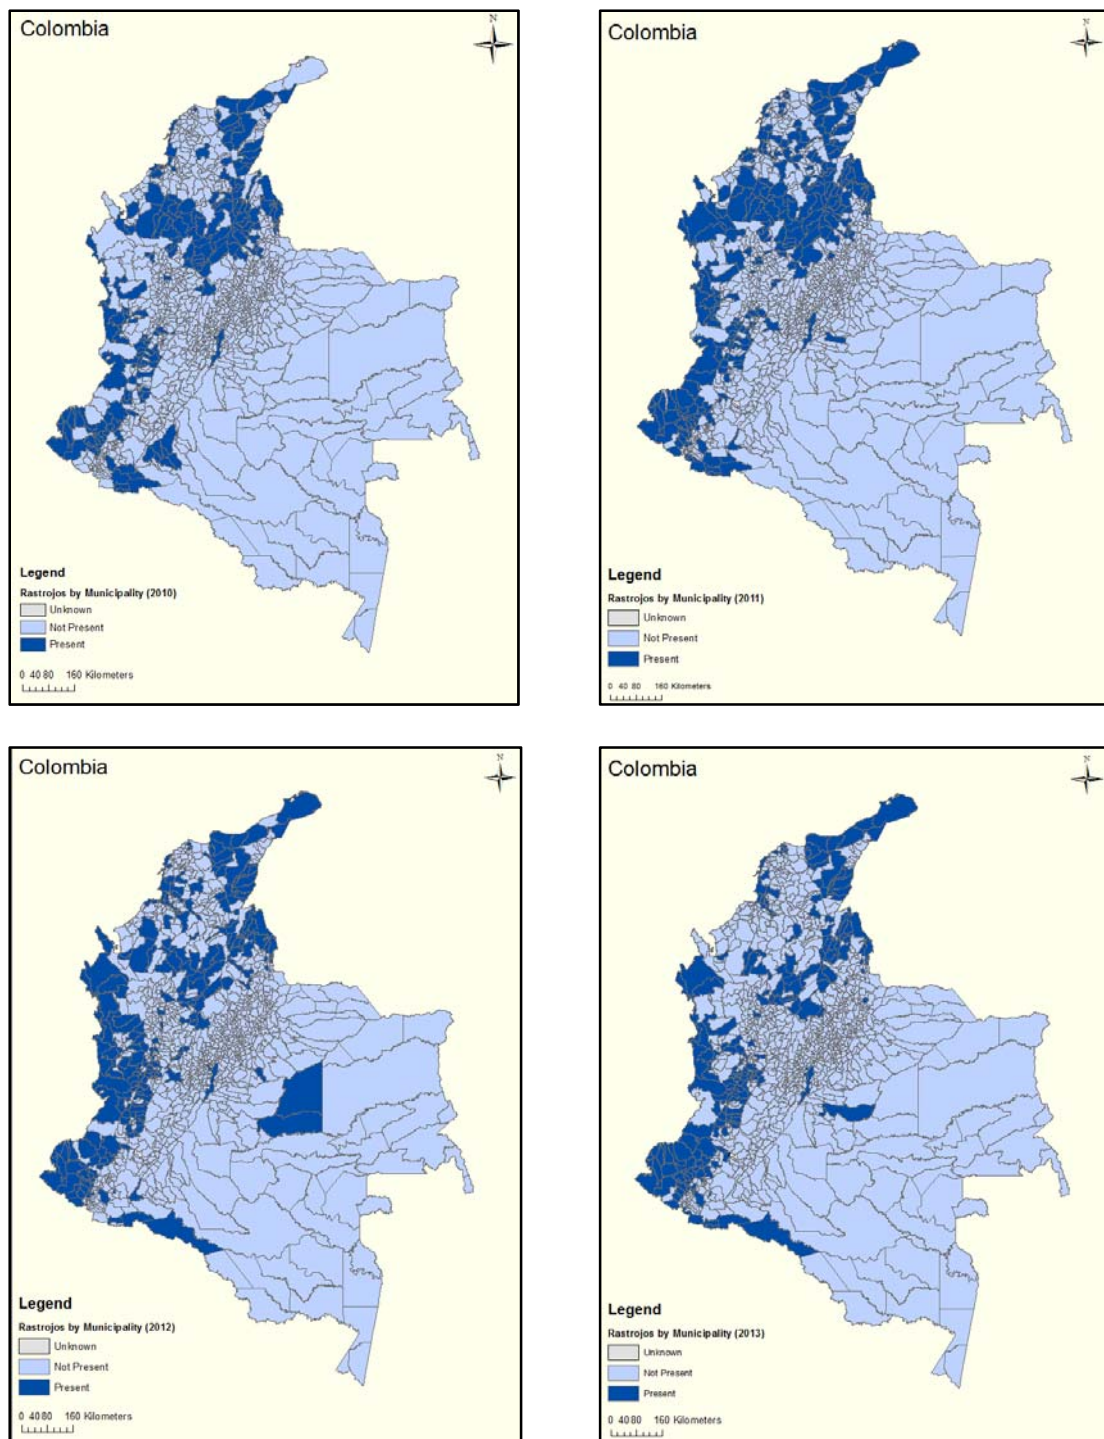 Colombia
N
Legend
Rastrojos by Municipality (2010)
Unknown
Not Present
Present
0 40 80 160 Kilometers
Colombia
N
Legend
Rastrojos by Municipality (2011)
Unknown
Not Present
Present
0 40 80 160 Kilometers
Colombia
N
Legend
Rastrojos by Municipality (2012)
Unknown
Not Present
Present
0 40 80 160 Kilometers
Colombia
N
Legend
Rastrojos by Municipality (2013)
Unknown
Not Present
Present
0 40 80 160 Kilometers